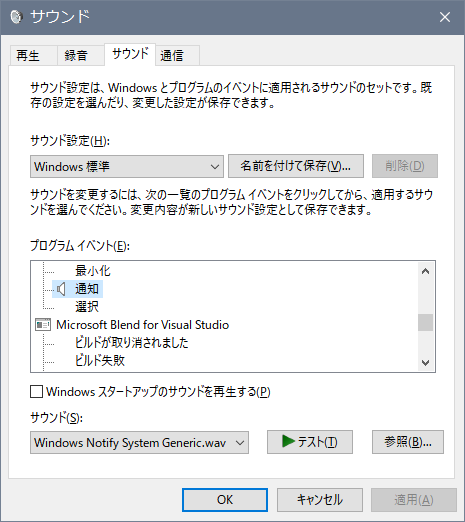 サウンド
再生 録音 サウンド 通信
サウンド設定は、Windows とプログラムのイベントに適用されるサウンドのセットです。既
存の設定を選んだり、変更した設定が保存できます。
サウンド設定(H):
Windows 標準 名前を付けて保存(V)... 削除(D)
サウンドを変更するには、次の一覧のプログラム イベントをクリックしてから、適用するサウ
ンドを選んでください。変更内容が新しいサウンド設定として保存できます。
プログラム イベント(E):
最小化
通知
選択
Microsoft Blend for Visual Studio
ビルドが取り消されました
ビルド失敗
Windows スタートアップのサウンドを再生する(P)
サウンド(S):
Windows Notify System Generic.wav テスト(T) 参照(B)...
OK キャンセル 適用(A)